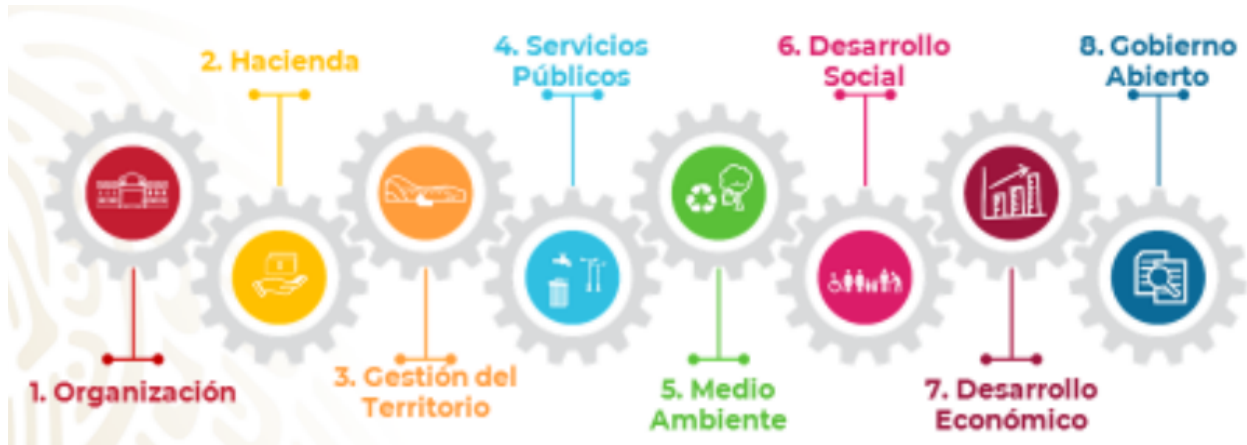 1. Organización
2. Hacienda
3. Gestión del
Territorio
4. Servicios
Públicos
5. Medio
Ambiente
6. Desarrollo
Social
7. Desarrollo
Económico
8. Gobierno
Abierto